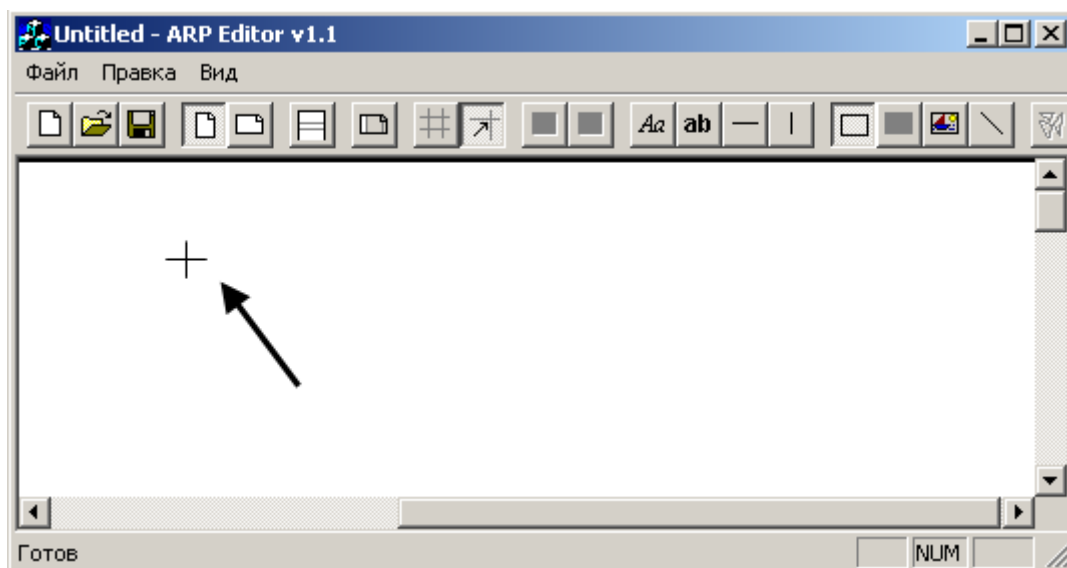 Untitled - ARP Editor v1.1
Файл Правка Вид
Aa ab
Готов NUM